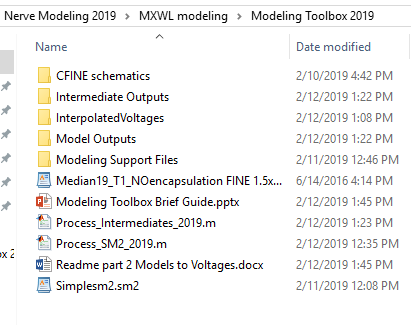 Nerve Modeling 2019 > MXWL modeling > Modeling Toolbox 2019
Name Date modified
CFINE schematics 2/10/2019 4:42 PM
Intermediate Outputs 2/12/2019 1:22 PM
InterpolatedVoltages 2/12/2019 1:08 PM
Model Outputs 2/12/2019 1:22 PM
Modeling Support Files 2/11/2019 12:46 PM
Median19_T1_NOencapsulation FINE 1.5x... 6/14/2016 4:14 PM
Modeling Toolbox Brief Guide.pptx 2/12/2019 1:45 PM
Process_Intermediates_2019.m 2/12/2019 1:23 PM
Process_SM2_2019.m 2/12/2019 12:35 PM
Readme part 2 Models to Voltages.docx 2/12/2019 1:45 PM
Simplesm2.sm2 2/11/2019 12:08 PM